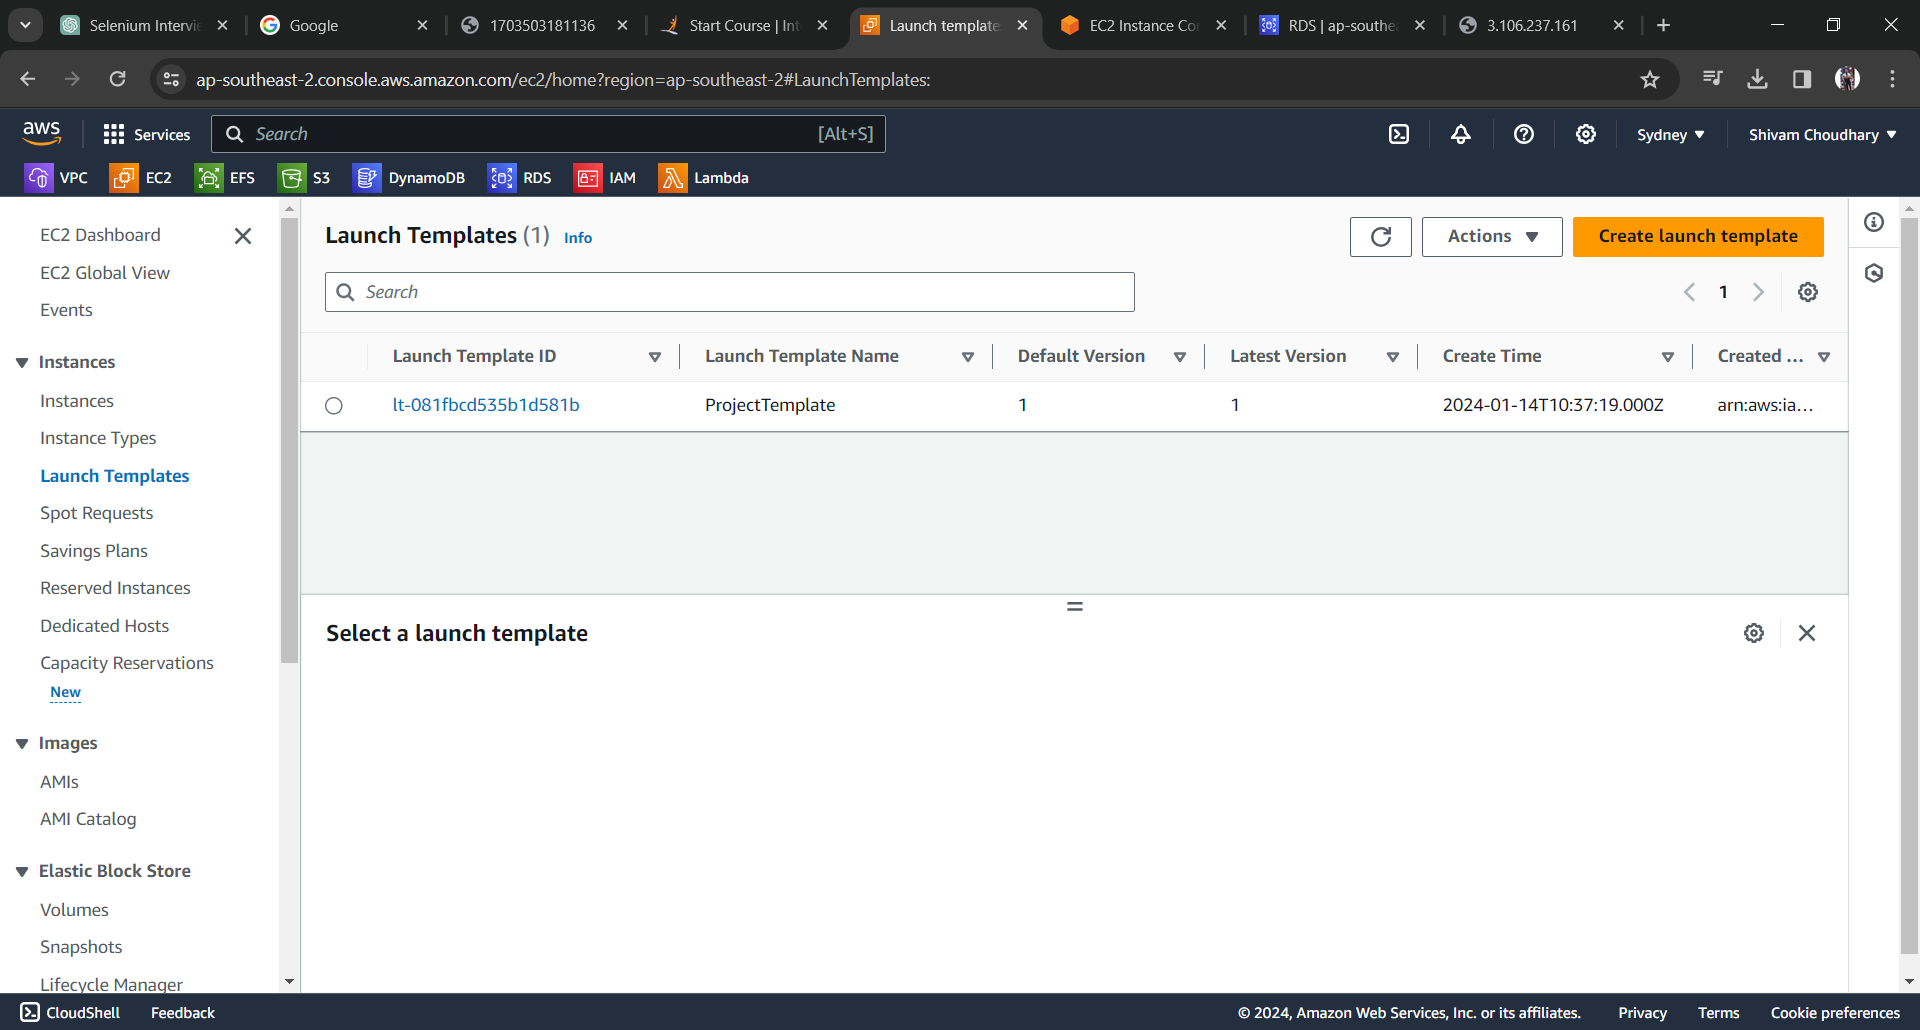 Selenium Intervie
Google
1703503181136
Start Course | Int
Launch template
EC2 Instance Co
RDS | ap-southe
3.106.237.161
ap-southeast-2.console.aws.amazon.com/ec2/home?region=ap-southeast-2#LaunchTemplates:
aws
Services
Search
[Alt+S]
Sydney
Shivam Choudhary
VPC
EC2
EFS
S3
DynamoDB
RDS
IAM
Lambda
EC2 Dashboard
EC2 Global View
Events
Instances
Instances
Instance Types
Launch Templates
Spot Requests
Savings Plans
Reserved Instances
Dedicated Hosts
Capacity Reservations
New
Images
AMIs
AMI Catalog
Elastic Block Store
Volumes
Snapshots
Lifecycle Manager
Launch Templates (1) Info
Actions
Create launch template
Search
1
Launch Template ID
Launch Template Name
Default Version
Latest Version
Create Time
Created ...
lt-081fbcd535b1d581b
ProjectTemplate
1
1
2024-01-14T10:37:19.000Z
arn:aws:ia...
Select a launch template
CloudShell
Feedback
© 2024, Amazon Web Services, Inc. or its affiliates.
Privacy
Terms
Cookie preferences